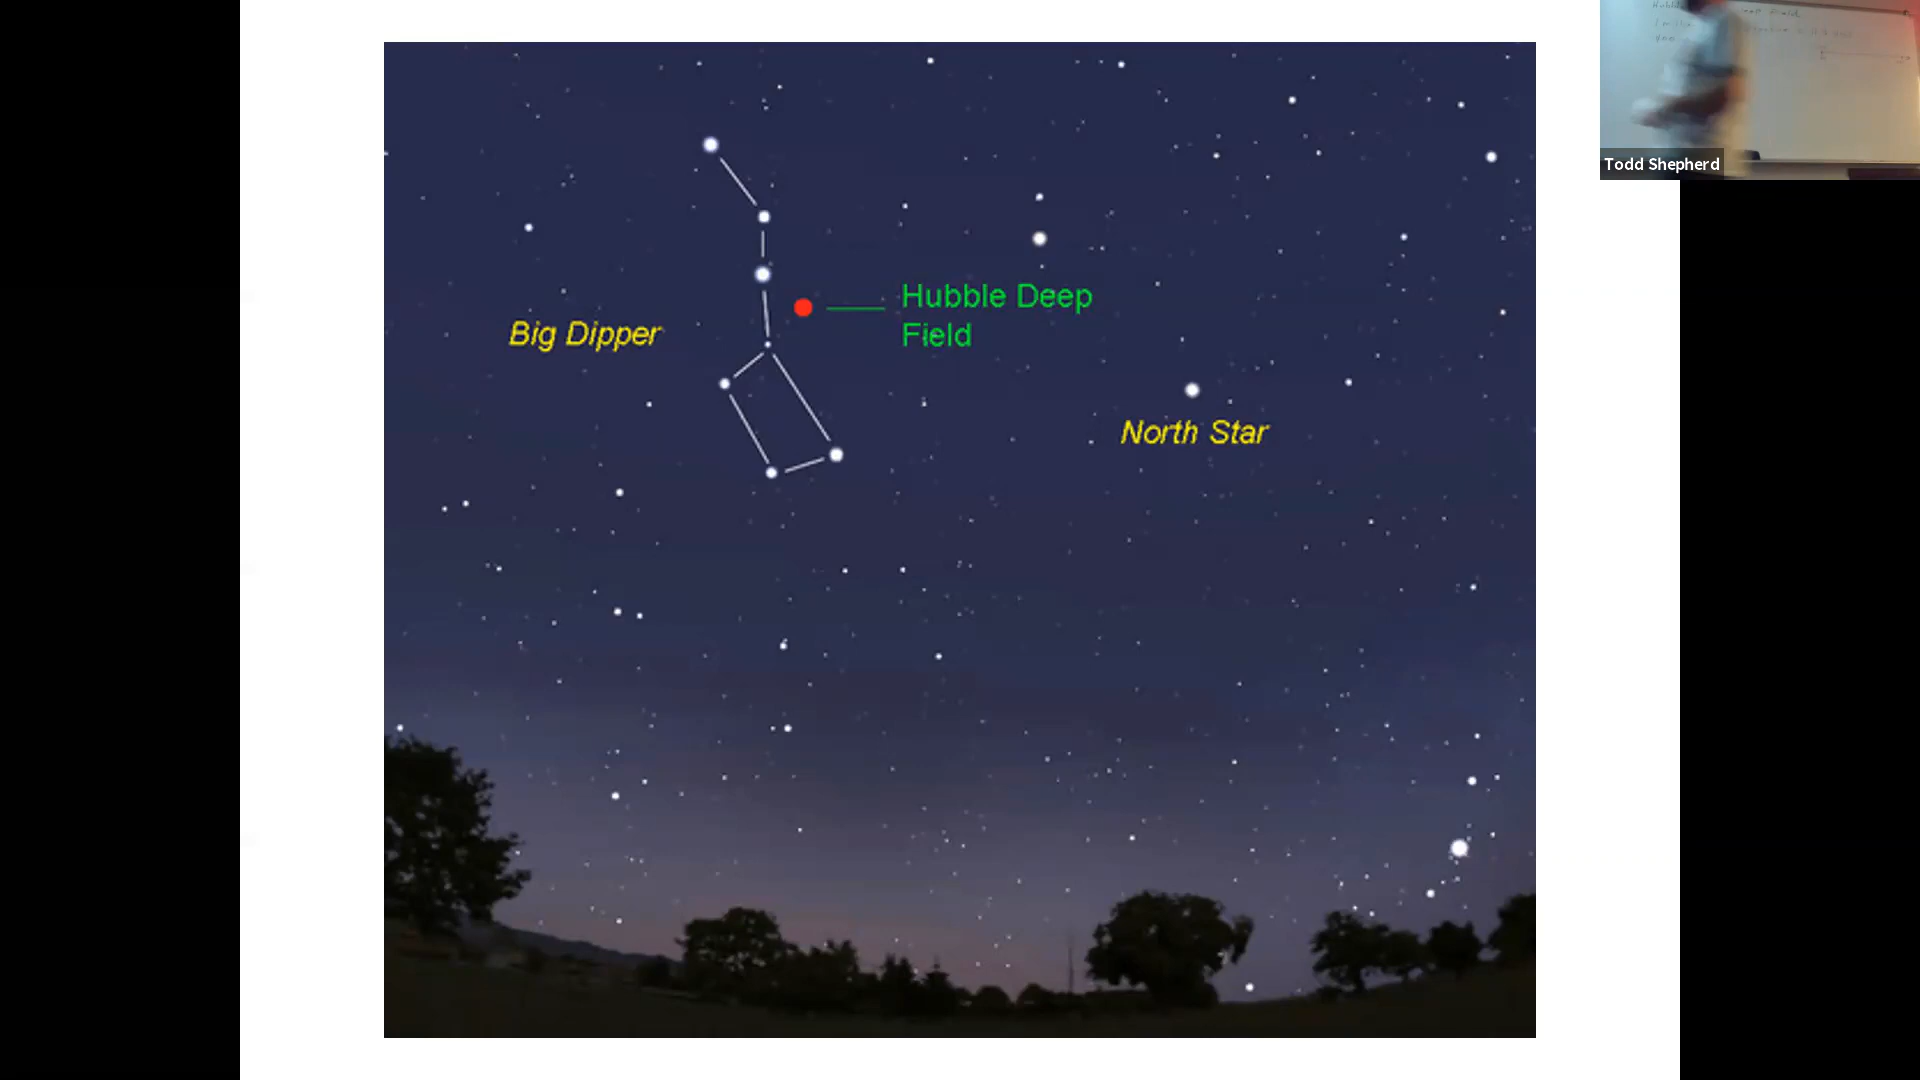 Hubble Deep
Field
Big Dipper
North Star
Todd Shepherd